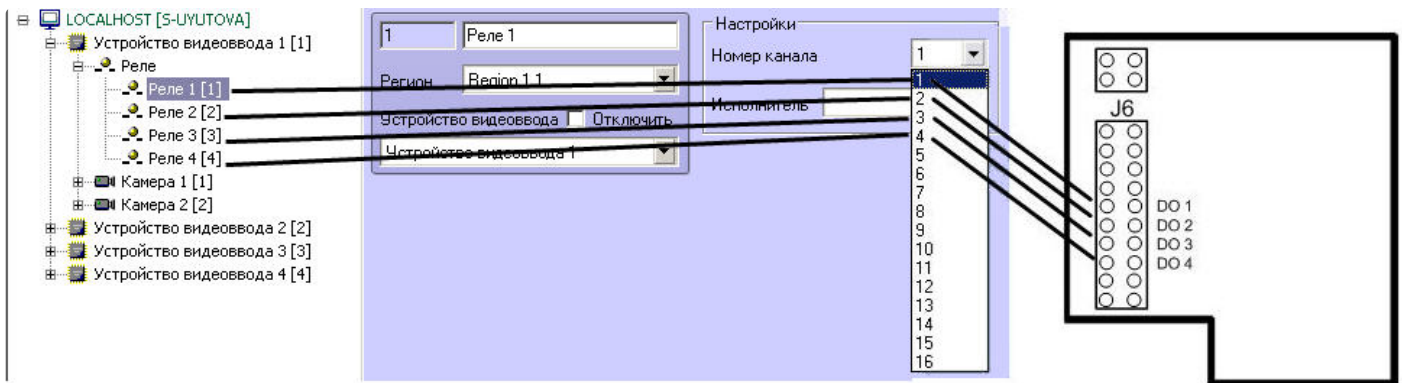 LOCALHOST [S-UYUTOVA]
Устройство видеоввода 1 [1]
Реле
Реле 1 [1]
Реле 2 [2]
Реле 3 [3]
Реле 4 [4]
Камера 1 [1]
Камера 2 [2]
Устройство видеоввода 2 [2]
Устройство видеоввода 3 [3]
Устройство видеоввода 4 [4]
1
Реле 1
Регион
Region 1.1
Устройство видеоввода
Отключить
Устройство видеоввода 1
Настройки
Номер канала
1
Исполнитель
1
2
3
4
5
6
7
8
9
10
11
12
13
14
15
16
J6
DO 1
DO 2
DO 3
DO 4